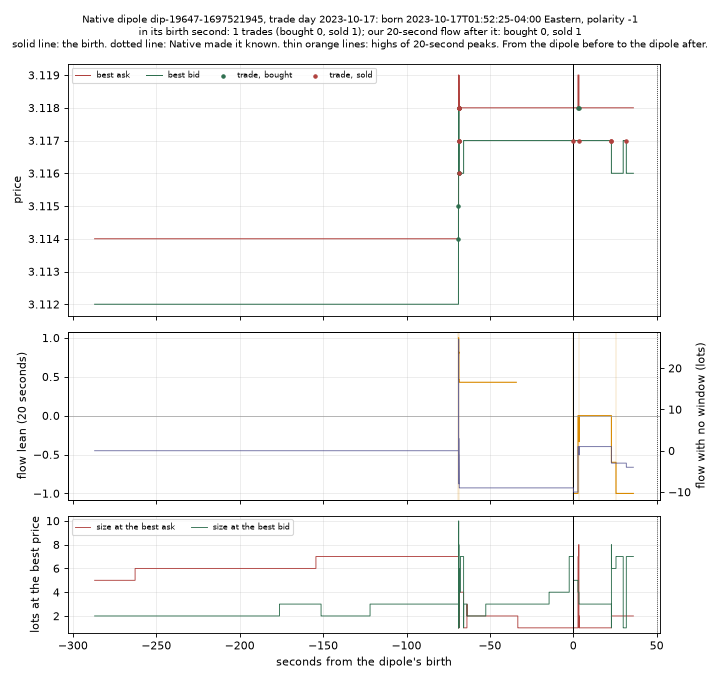 Native dipole dip-19647-1697521945, trade day 2023-10-17: born 2023-10-17T01:52:25-04:00 Eastern, polarity -1
in its birth second: 1 trades (bought 0, sold 1); our 20-second flow after it: bought 0, sold 1
solid line: the birth. dotted line: Native made it known. thin orange lines: highs of 20-second peaks. From the dipole before to the dipole after.
best ask
best bid
trade, bought
trade, sold
3.119
3.118
3.117
3.116
3.115
3.114
3.113
3.112
price
1.0
0.5
0.0
−0.5
−1.0
flow lean (20 seconds)
20
10
0
−10
flow with no window (lots)
size at the best ask
size at the best bid
10
8
6
4
2
lots at the best price
−300
−250
−200
−150
−100
−50
0
50
seconds from the dipole's birth